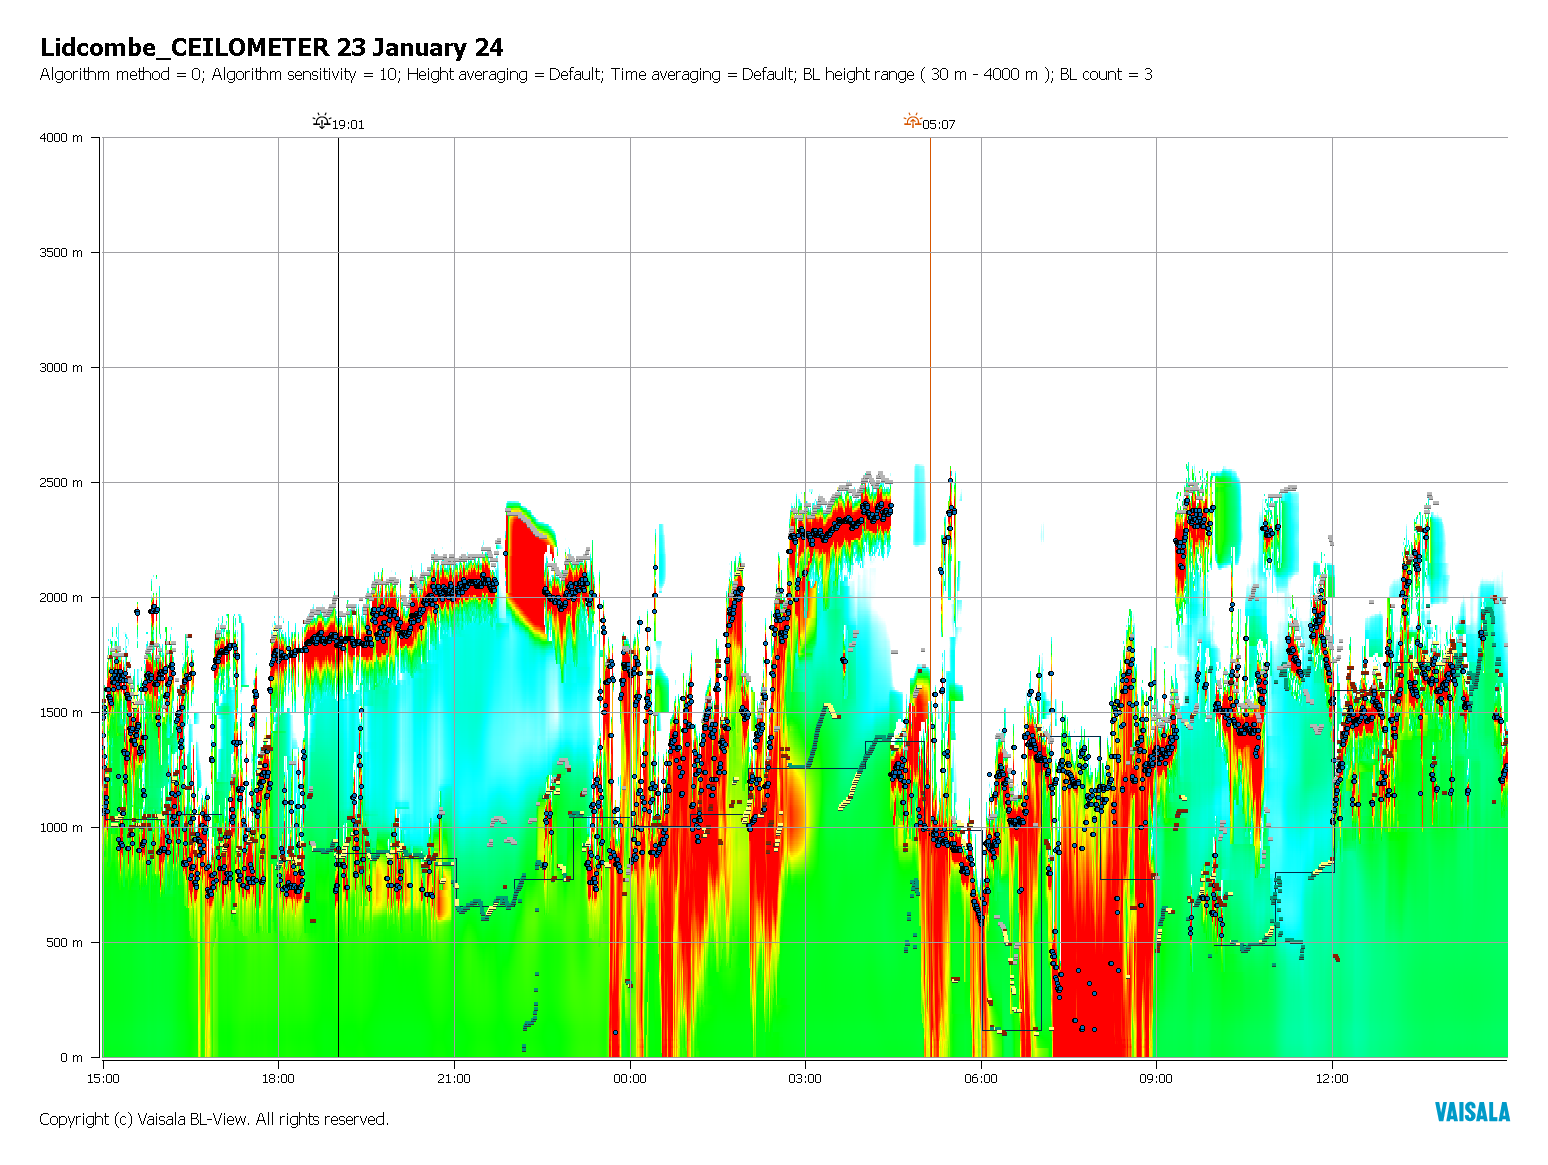 Lidcombe_CEILOMETER 23 January 24
Algorithm method = 0; Algorithm sensitivity = 10; Height averaging = Default; Time averaging = Default; BL height range ( 30 m - 4000 m ); BL count = 3
19:01 05:07
4000 m
3500 m
3000 m
2500 m
2000 m
1500 m
1000 m
500 m
0 m
15:00 18:00 21:00 00:00 03:00 06:00 09:00 12:00
Copyright (c) Vaisala BL-View. All rights reserved.
VAISALA